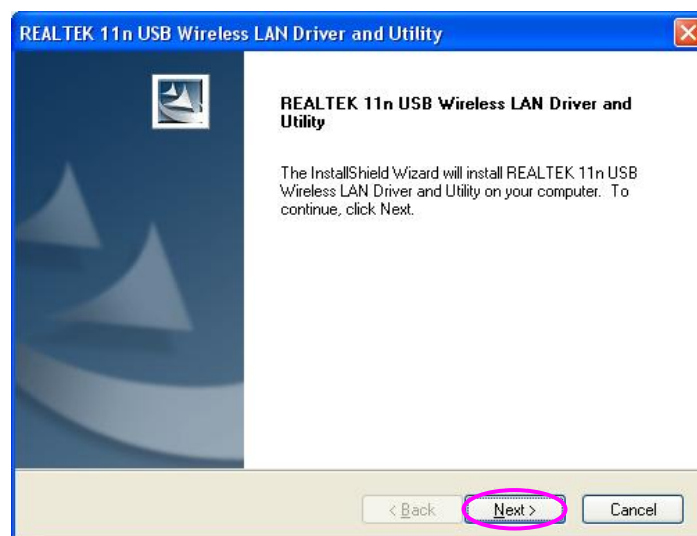 REALTEK 11n USB Wireless LAN Driver and Utility
REALTEK 11n USB Wireless LAN Driver and
Utility
The InstallShield Wizard will install REALTEK 11n USB
Wireless LAN Driver and Utility on your computer. To
continue, click Next.
< Back
Next >
Cancel